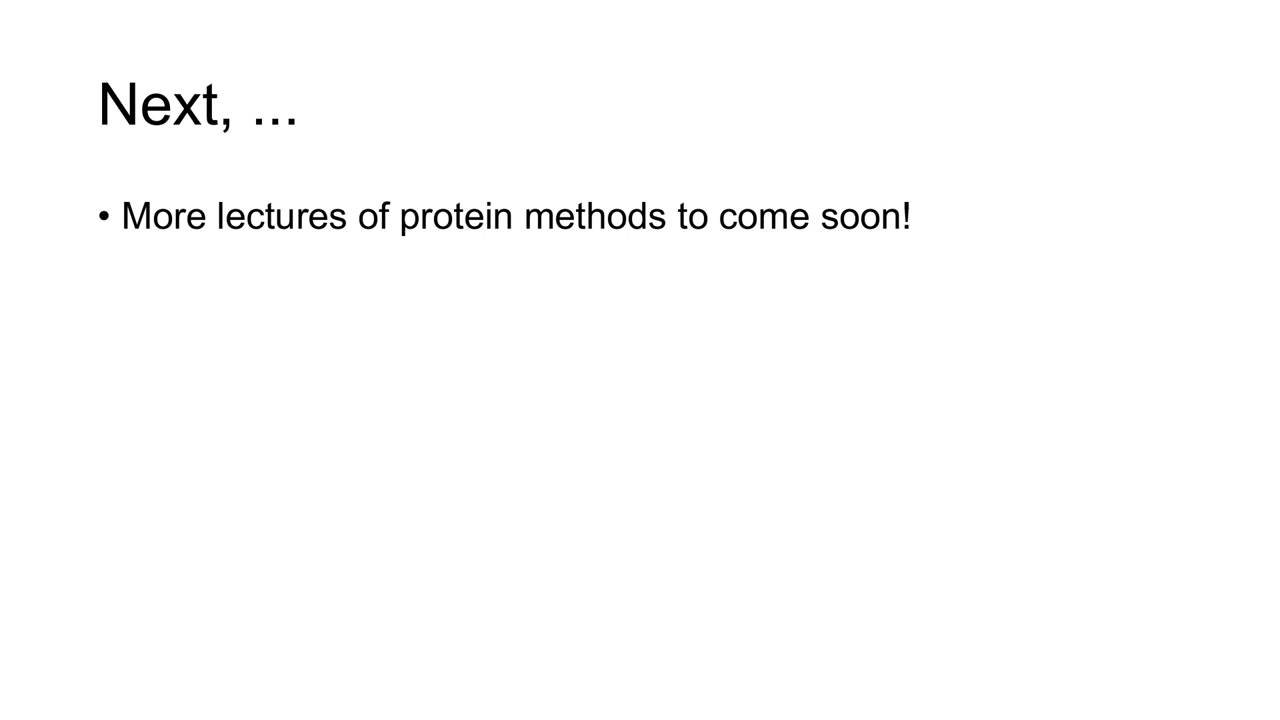 Next, ...
• More lectures of protein methods to come soon!